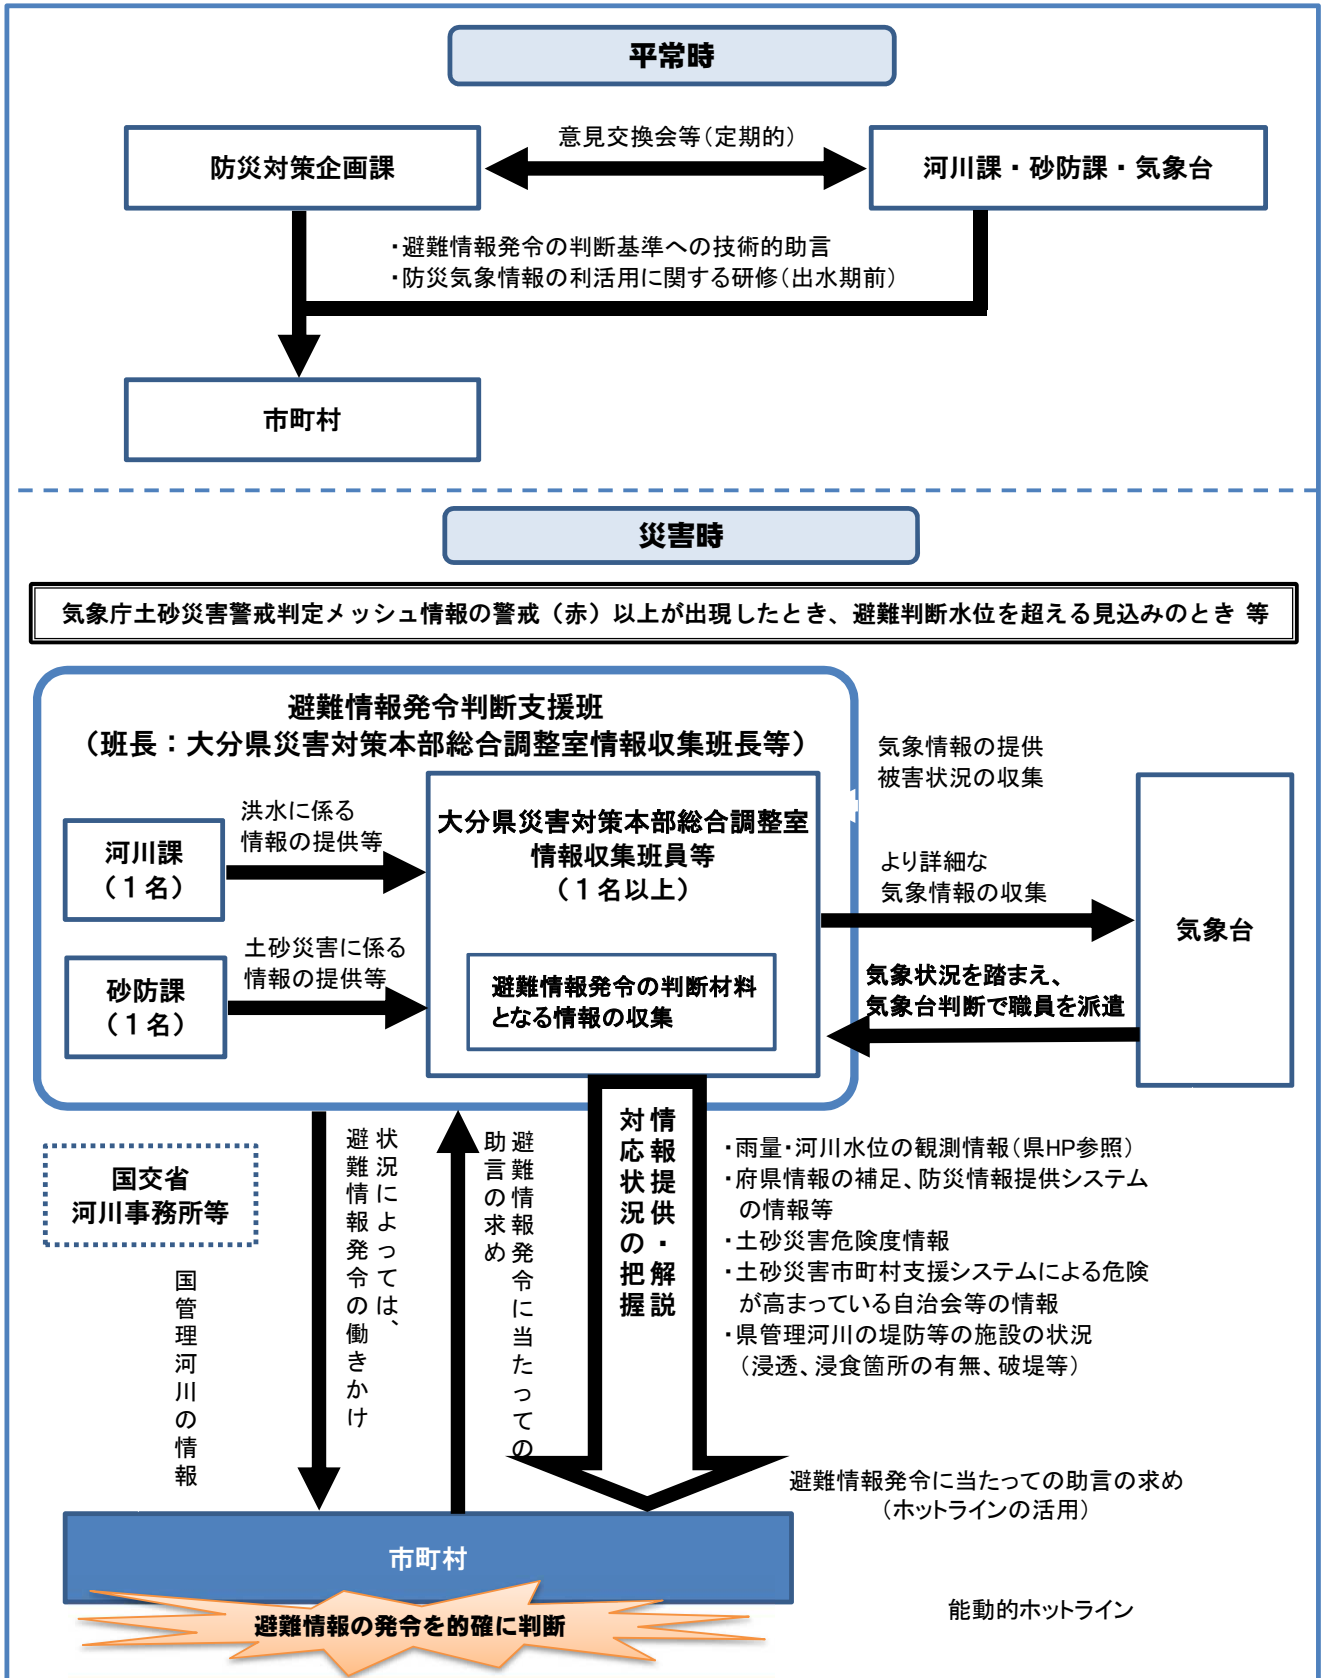 平常時
防災対策企画課
意見交換会等(定期的)
河川課・砂防課・気象台
・避難情報発令の判断基準への技術的助言
・防災気象情報の利活用に関する研修(出水期前)
市町村
災害時
気象庁土砂災害警戒判定メッシュ情報の警戒（赤）以上が出現したとき、避難判断水位を超える見込みのとき 等
避難情報発令判断支援班
（班長：大分県災害対策本部総合調整室情報収集班長等）
河川課
（１名）
洪水に係る
情報の提供等
砂防課
（１名）
土砂災害に係る
情報の提供等
大分県災害対策本部総合調整室
情報収集班員等
（１名以上）
避難情報発令の判断材料
となる情報の収集
気象情報の提供
被害状況の収集
より詳細な
気象情報の収集
気象状況を踏まえ、
気象台判断で職員を派遣
気象台
国交省
河川事務所等
国管理河川の情報
状況によっては、
避難情報発令の働きかけ
避難情報発令に当たっての
助言の求め
情報提供・解説
対応状況の把握
・雨量・河川水位の観測情報(県HP参照)
・府県情報の補足、防災情報提供システム
の情報等
・土砂災害危険度情報
・土砂災害市町村支援システムによる危険
が高まっている自治会等の情報
・県管理河川の堤防等の施設の状況
(浸透、浸食箇所の有無、破堤等)
避難情報発令に当たっての助言の求め
(ホットラインの活用)
市町村
避難情報の発令を的確に判断
能動的ホットライン